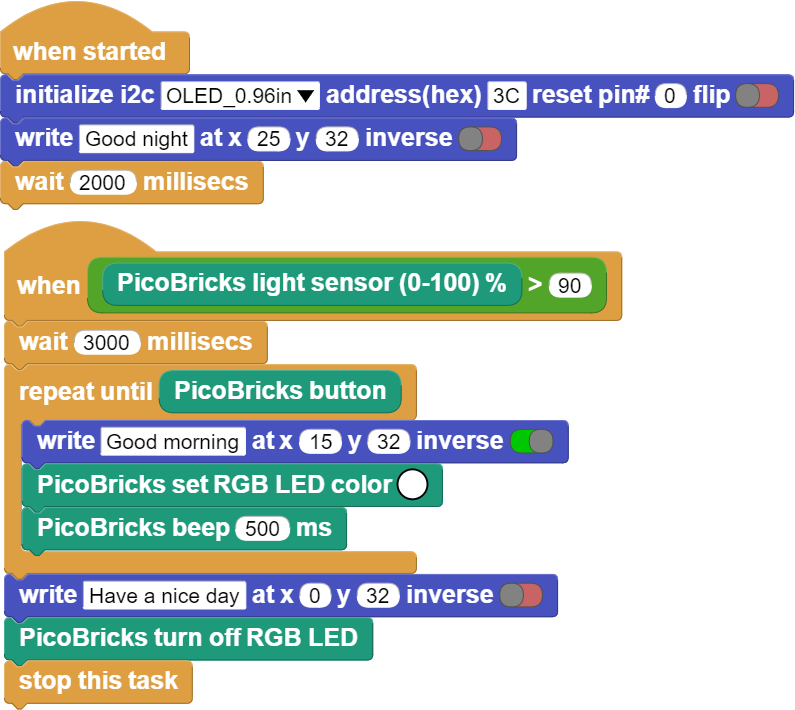 when started
initialize i2c OLED_0.96in address(hex) 3C reset pin# 0 flip
write Good night at x 25 y 32 inverse
wait 2000 millisecs
when PicoBricks light sensor (0-100) % > 90
wait 3000 millisecs
repeat until PicoBricks button
write Good morning at x 15 y 32 inverse
PicoBricks set RGB LED color
PicoBricks beep 500 ms
write Have a nice day at x 0 y 32 inverse
PicoBricks turn off RGB LED
stop this task